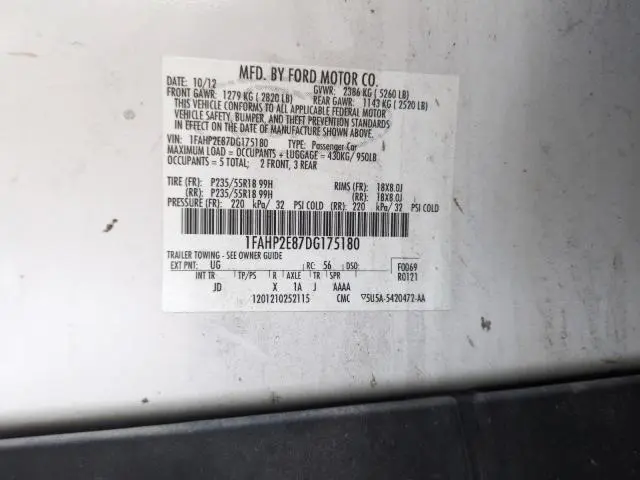 MFD. BY FORD MOTOR CO.
DATE: 10/12 GVWR: 2386 KG ( 5260 LB)
FRONT GAWR: 1279 KG ( 2820 LB) REAR GAWR: 1143 KG ( 2520 LB)
THIS VEHICLE CONFORMS TO ALL APPLICABLE FEDERAL MOTOR
VEHICLE SAFETY, BUMPER, AND THEFT PREVENTION STANDARDS
IN EFFECT ON THE DATE OF MANUFACTURE SHOWN ABOVE.
VIN: 1FAHP2E87DG175180 TYPE: Passenger Car
MAXIMUM LOAD = OCCUPANTS + LUGGAGE = 430KG/ 950LB
OCCUPANTS = 5 TOTAL; 2 FRONT, 3 REAR
TIRE (FR): P235/55R18 99H RIMS (FR): 18X8.0J
(RR): P235/55R18 99H (RR): 18X8.0J
PRESSURE (FR): 220 kPa/ 32 PSI COLD (RR): 220 kPa/ 32 PSI COLD
1FAHP2E87DG175180
TRAILER TOWING - SEE OWNER GUIDE
EXT PNT: UG RC: 56 DSO: F0069
INT TR TP/PS R AXLE TR SPR R0121
JD X 1A J AAAA
1201210252115 CMC ▽5U5A-5420472-AA